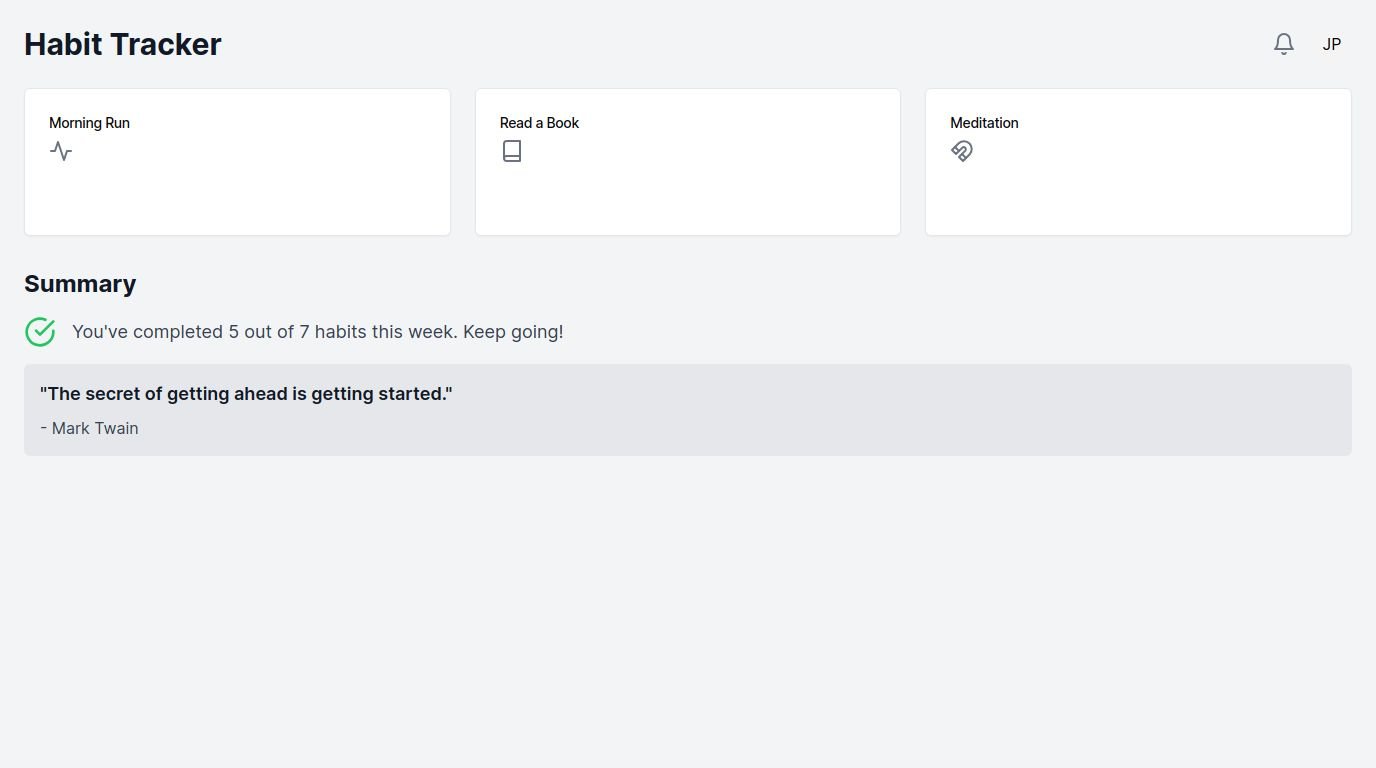 Habit Tracker
JP
Morning Run
Read a Book
Meditation
Summary
You've completed 5 out of 7 habits this week. Keep going!
"The secret of getting ahead is getting started."
- Mark Twain